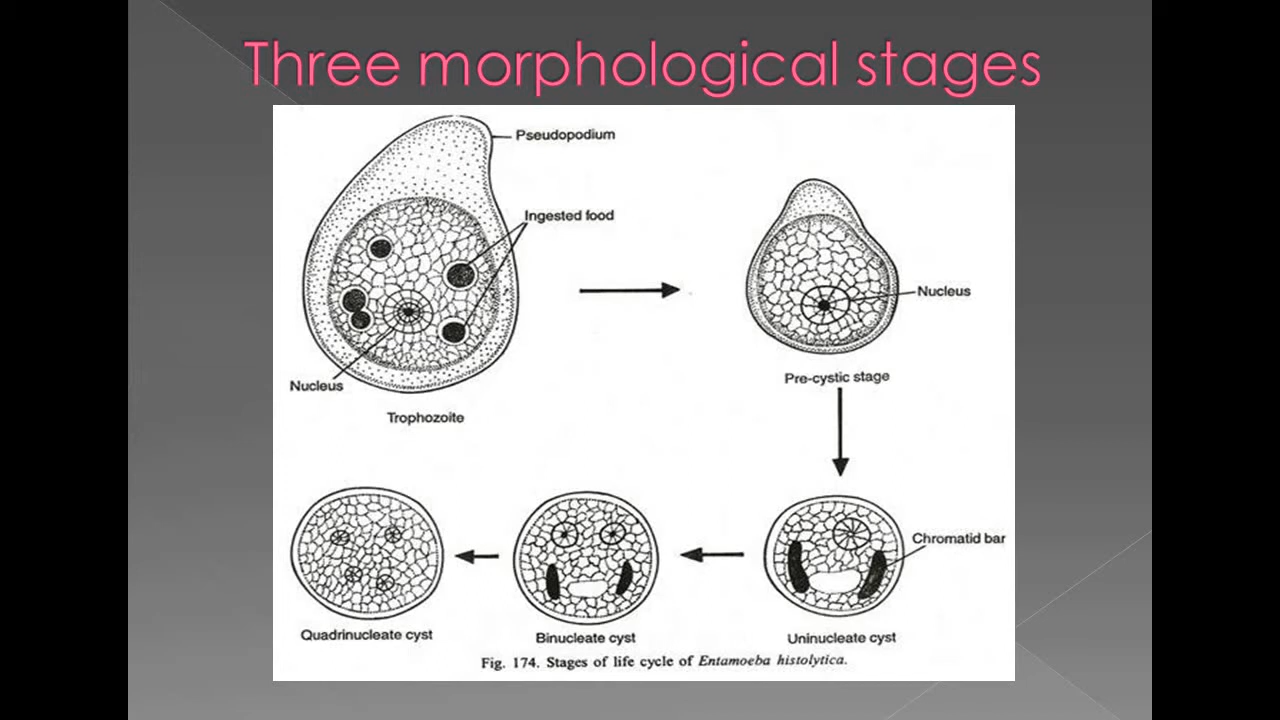 Three morphological stages
Pseudopodium
Ingested food
Nucleus
Nucleus
Trophozoite
Pre-cystic stage
Chromatid bar
Quadrinucleate cyst
Binucleate cyst
Uninucleate cyst
Fig. 174. Stages of life cycle of Entamoeba histolytica.